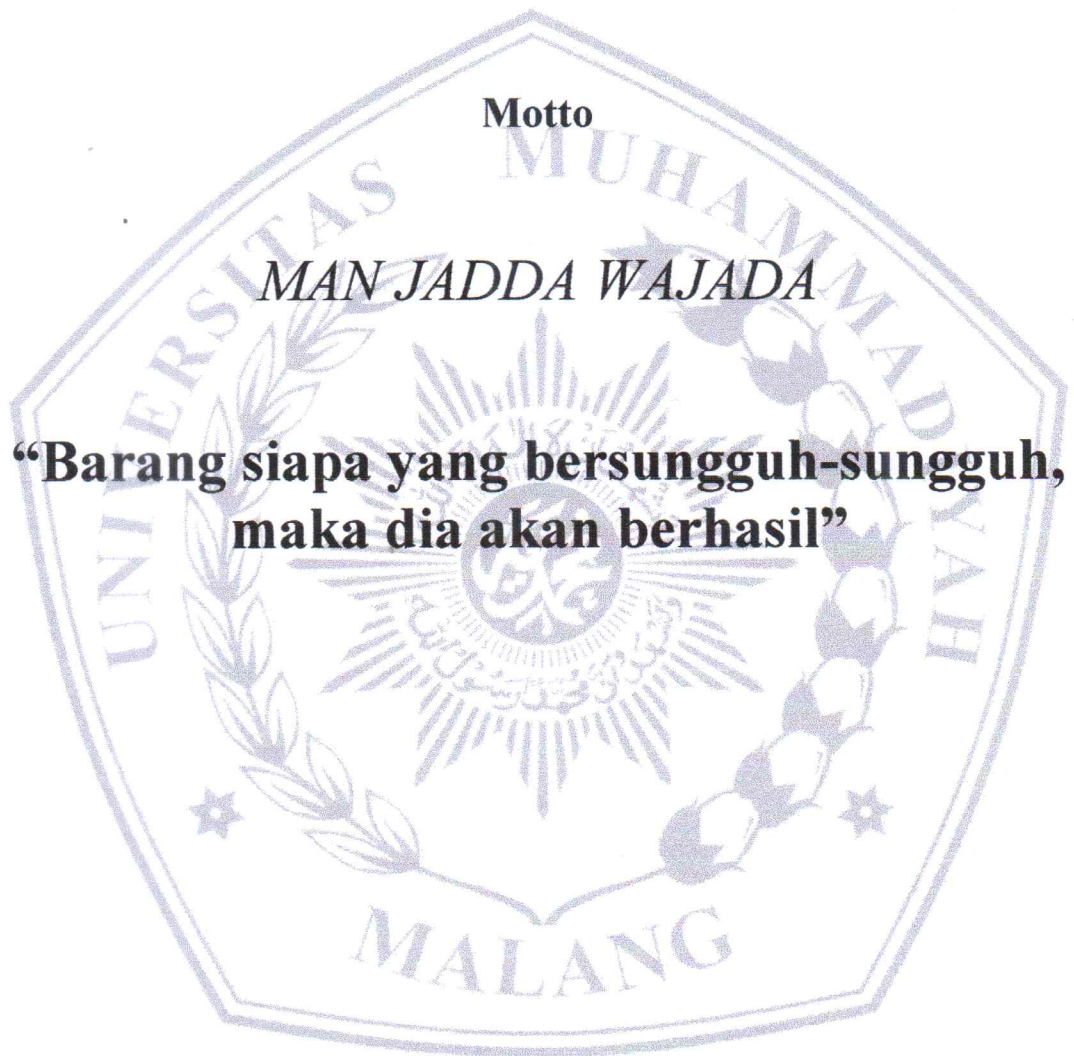 Motto
UNIVERSITAS MUHAMMADIYAH
MAN JADDA WAJADA
“Barang siapa yang bersungguh-sungguh,
maka dia akan berhasil”
MALANG